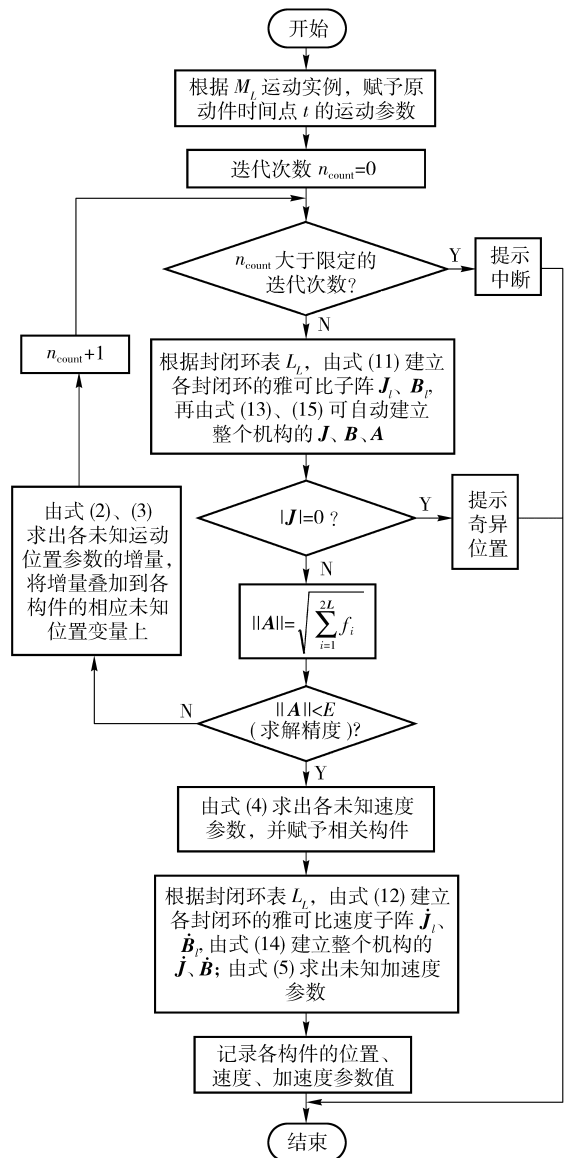 开始
根据 M_L 运动实例，赋予原
动件时间点 t 的运动参数
迭代次数 n_count=0
n_count 大于限定的
迭代次数？
Y
提示
中断
N
n_count+1
根据封闭环表 L_L，由式 (11) 建立
各封闭环的雅可比子阵 J_l、B_l,
再由式 (13)、(15) 可自动建立
整个机构的 J、B、A
|J|=0？
Y
提示
奇异
位置
N
由式 (2)、(3)
求出各未知运动
位置参数的增量，
将增量叠加到各
构件的相应未知
位置变量上
||A||=√(∑_{i=1}^{2L} f_i)
N
||A||<E
(求解精度)？
Y
由式 (4) 求出各未知速度
参数，并赋予相关构件
根据封闭环表 L_L，由式 (12) 建立
各封闭环的雅可比速度子阵 J̇_l、
Ḃ_l, 由式 (14) 建立整个机构的
J̇、Ḃ；由式 (5) 求出未知加速度
参数
记录各构件的位置、
速度、加速度参数值
结束